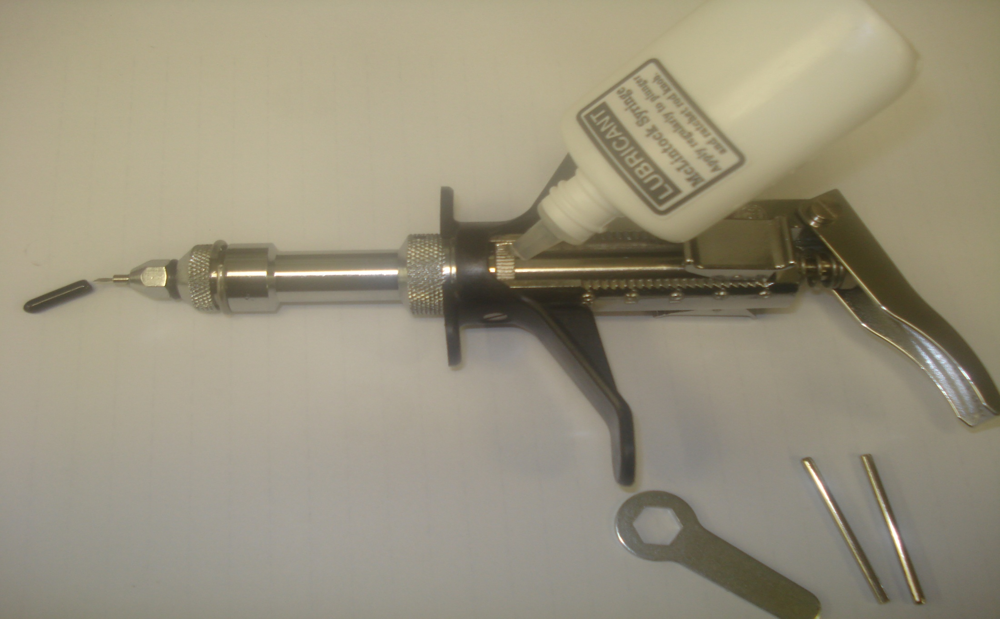 LUBRICANT
McLintock Syringe
Apply regularly to plunger
and ratchet rod knob.